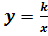 y = k/x